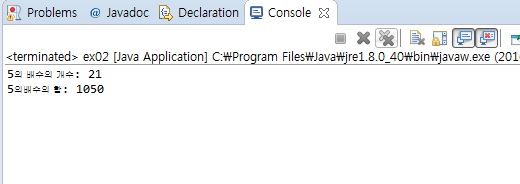 Problems @ Javadoc Declaration Console
<terminated> ex02 [Java Application] C:₩Program Files₩Java₩jre1.8.0_40₩bin₩javaw.exe (201
5의 배수의 개수: 21
5의배수의 합: 1050